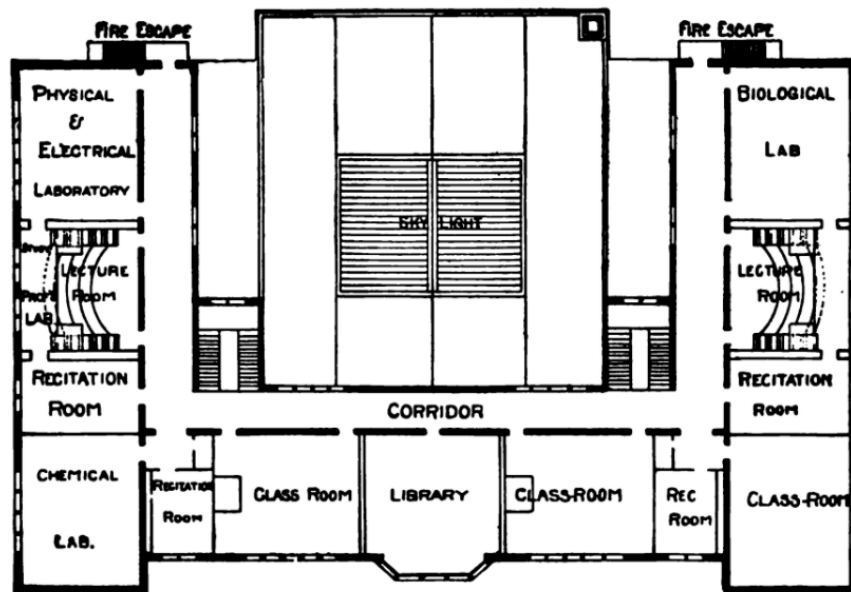 FIRE ESCAPE
FIRE ESCAPE
PHYSICAL
&
ELECTRICAL
LABORATORY
BIOLOGICAL
LAB
SKY LIGHT
STUDY
LECTURE
ROOM
PROF'S
LAB
LECTURE
ROOM
RECITATION
ROOM
RECITATION
ROOM
CORRIDOR
CHEMICAL
LAB.
RECITATION
ROOM
CLASS ROOM
LIBRARY
CLASS-ROOM
REC
ROOM
CLASS-ROOM